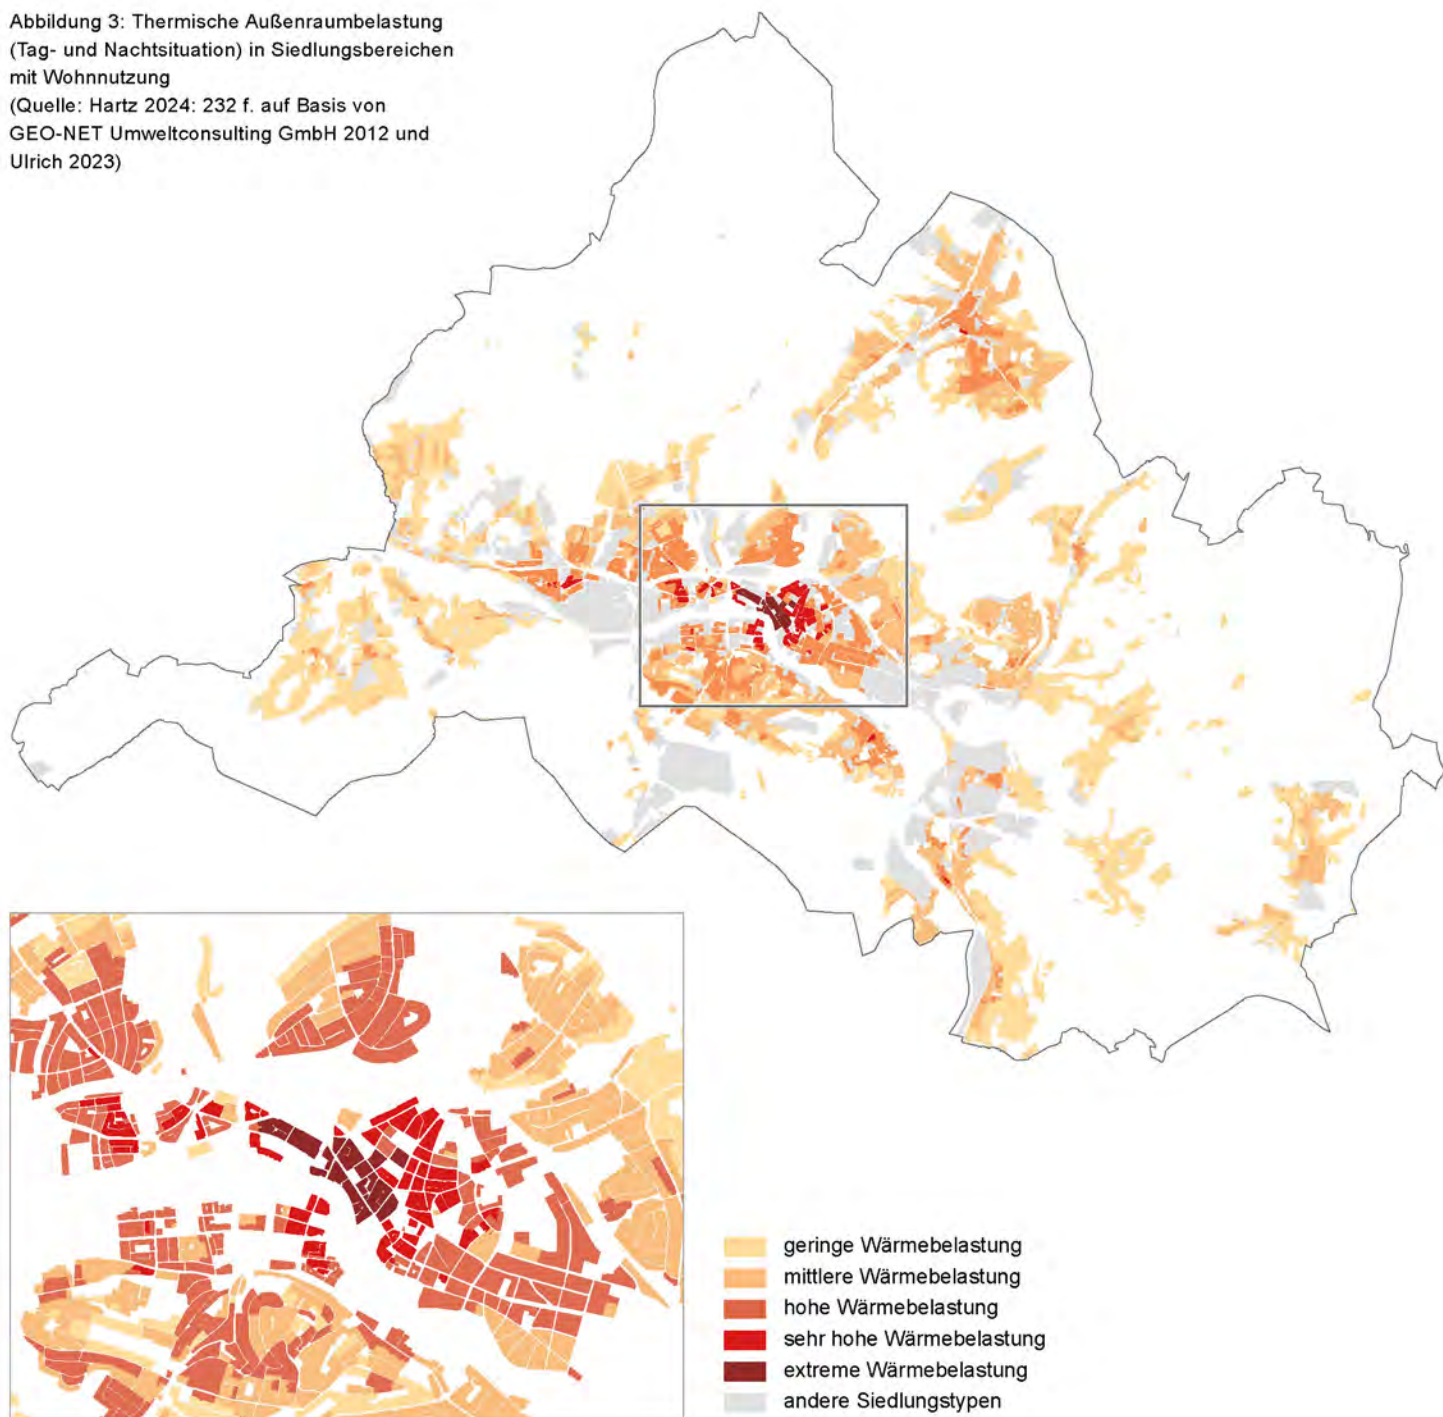 Abbildung 3: Thermische Außenraumbelastung
(Tag- und Nachtsituation) in Siedlungsbereichen
mit Wohnnutzung
(Quelle: Hartz 2024: 232 f. auf Basis von
GEO-NET Umweltconsulting GmbH 2012 und
Ulrich 2023)
geringe Wärmebelastung
mittlere Wärmebelastung
hohe Wärmebelastung
sehr hohe Wärmebelastung
extreme Wärmebelastung
andere Siedlungstypen